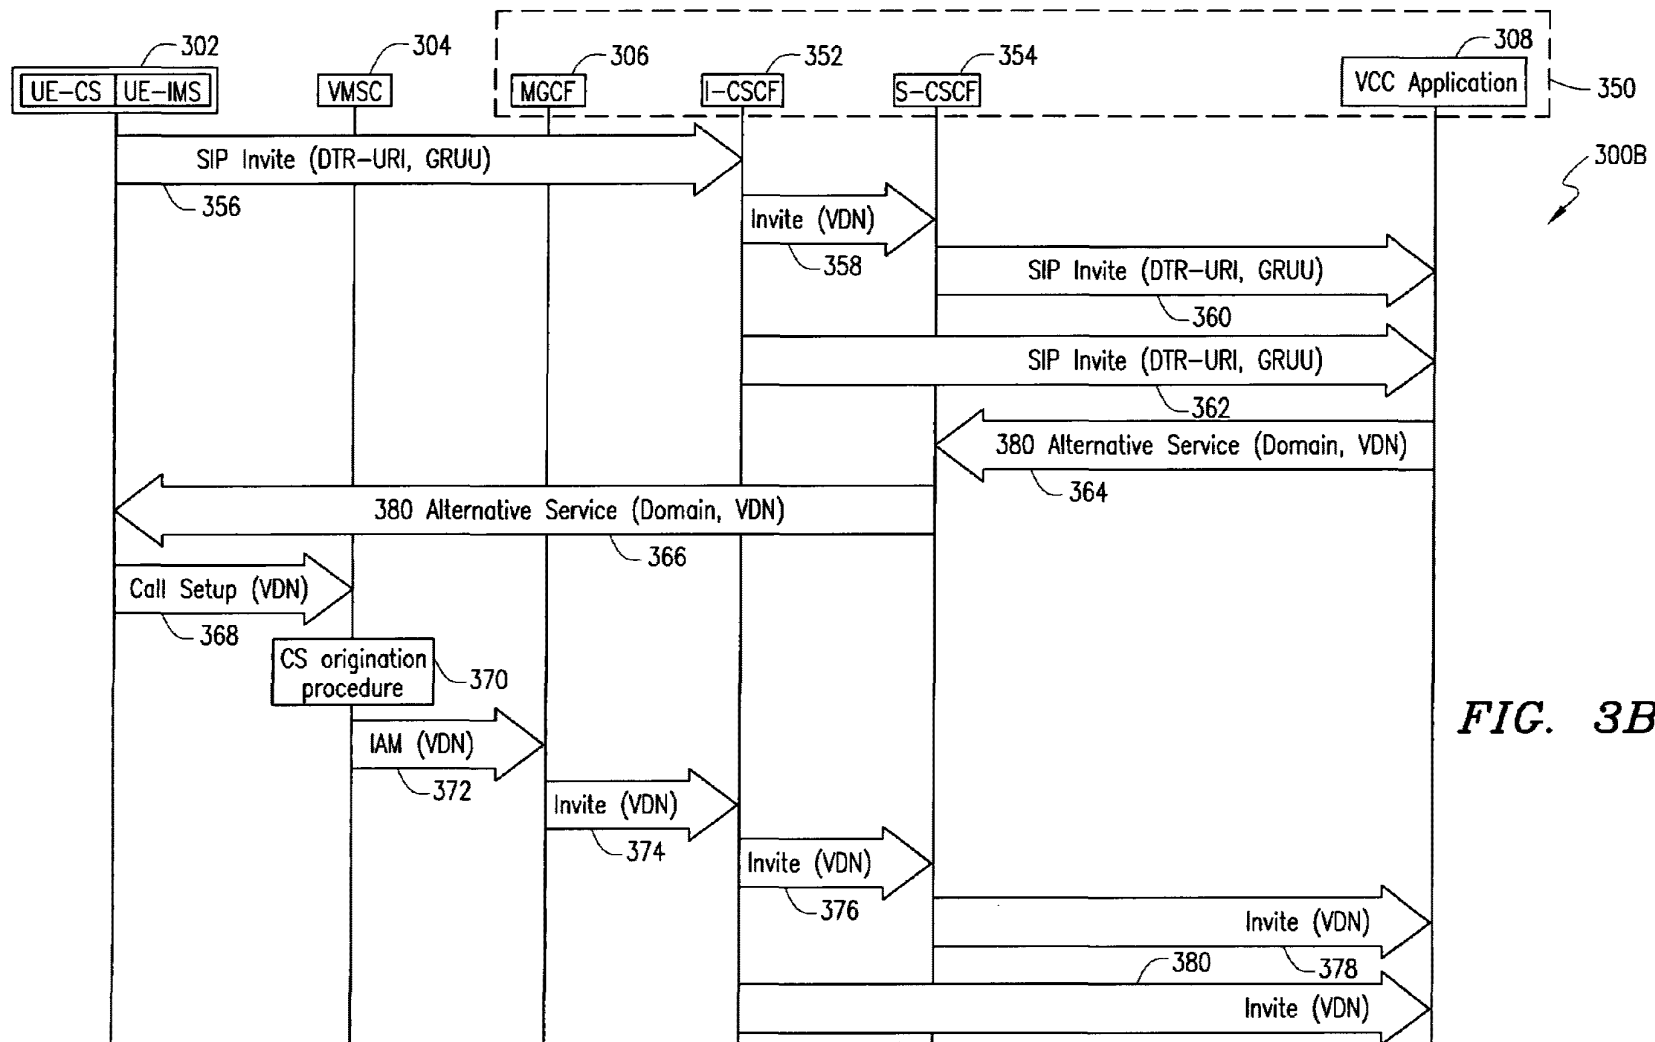 302
304
306
352
354
308
UE-CS UE-IMS
VMSC
MGCF
I-CSCF
S-CSCF
VCC Application
350
300B
SIP Invite (DTR-URI, GRUU)
356
Invite (VDN)
358
SIP Invite (DTR-URI, GRUU)
360
SIP Invite (DTR-URI, GRUU)
362
380 Alternative Service (Domain, VDN)
364
380 Alternative Service (Domain, VDN)
366
Call Setup (VDN)
368
CS origination
procedure
370
IAM (VDN)
372
Invite (VDN)
374
Invite (VDN)
376
Invite (VDN)
378
380
Invite (VDN)
FIG. 3B